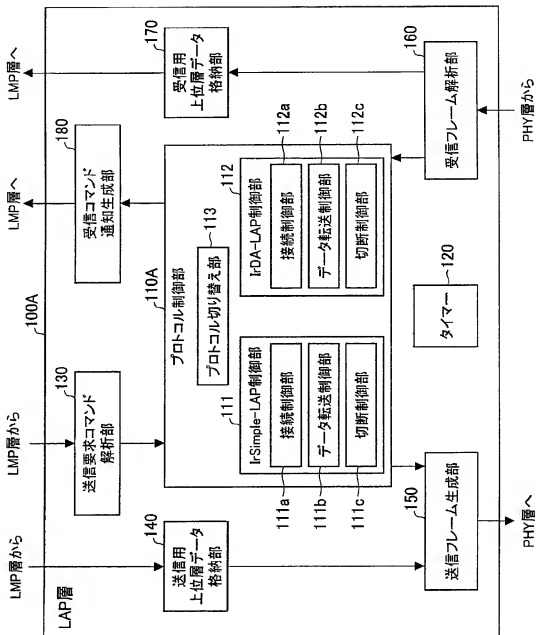 100A
LAP層
LMP層から
LMP層から
LMP層へ
LMP層へ
140
送信用
上位層データ
格納部
130
送信要求コマンド
解析部
180
受信コマンド
通知生成部
170
受信用
上位層データ
格納部
110A
プロトコル制御部
113
プロトコル切り替え部
111
IrSimple-LAP制御部
111a
接続制御部
111b
データ転送制御部
111c
切断制御部
112
IrDA-LAP制御部
112a
接続制御部
112b
データ転送制御部
112c
切断制御部
150
送信フレーム生成部
120
タイマー
160
受信フレーム解析部
PHY層へ
PHY層から